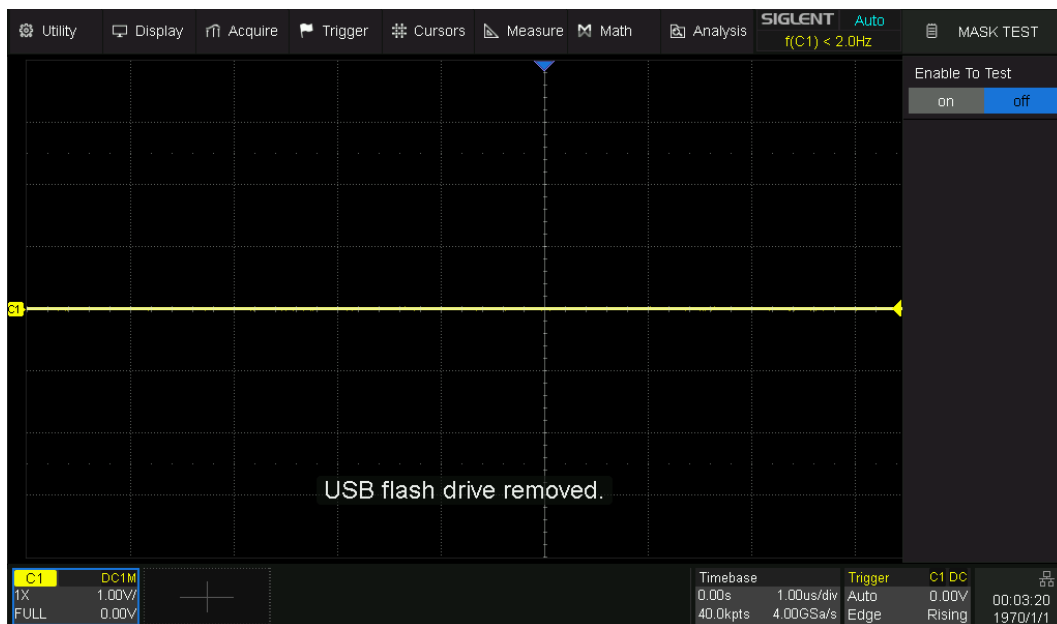 Utility Display Acquire Trigger Cursors Measure Math Analysis
SIGLENT Auto
f(C1) < 2.0Hz
MASK TEST
Enable To Test
on off
C1
USB flash drive removed.
C1 DC1M
1X 1.00V/
FULL 0.00V
Timebase
0.00s 1.00us/div
40.0kpts 4.00GSa/s
Trigger C1 DC
Auto 0.00V
Edge Rising
00:03:20
1970/1/1